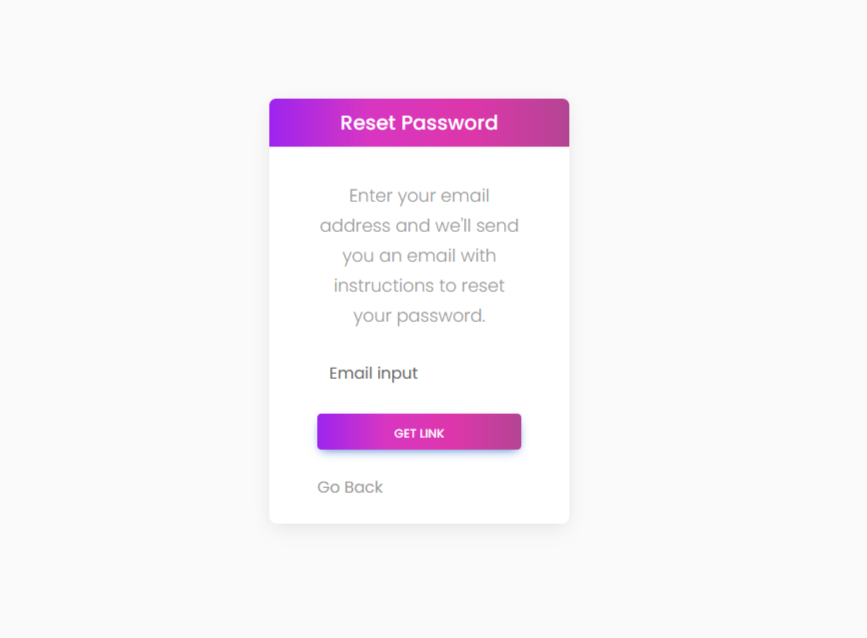 Reset Password
Enter your email
address and we'll send
you an email with
instructions to reset
your password.
Email input
GET LINK
Go Back